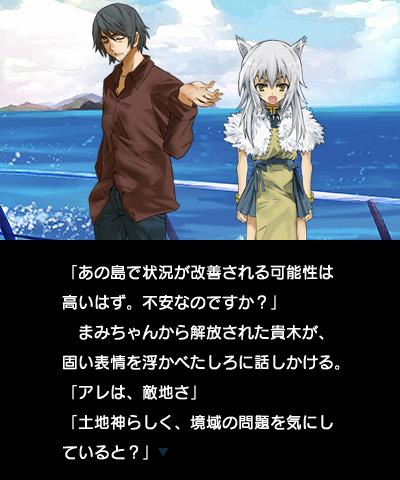 「あの島で状況が改善される可能性は
高いはず。不安なのですか？」
　まみちゃんから解放された貴木が、
固い表情を浮かべたしろに話しかける。
「アレは、敵地さ」
「土地神らしく、境域の問題を気にし
ていると？」